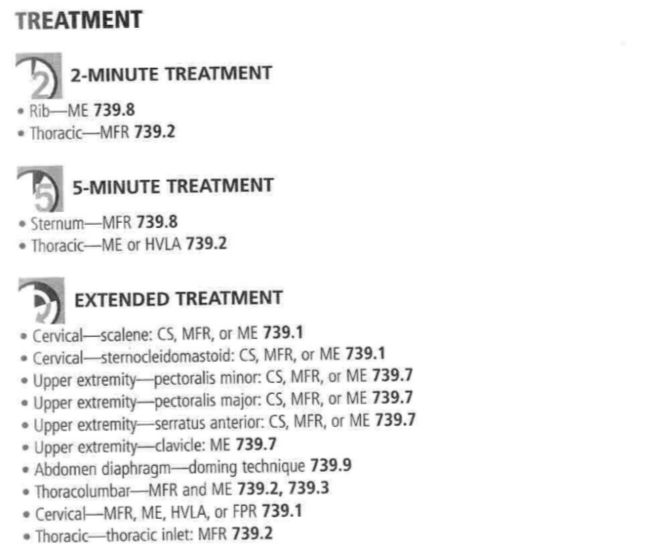 TREATMENT
2 2-MINUTE TREATMENT
• Rib—ME 739.8
• Thoracic—MFR 739.2
5 5-MINUTE TREATMENT
• Sternum—MFR 739.8
• Thoracic—ME or HVLA 739.2
EXTENDED TREATMENT
• Cervical—scalene: CS, MFR, or ME 739.1
• Cervical—sternocleidomastoid: CS, MFR, or ME 739.1
• Upper extremity—pectoralis minor: CS, MFR, or ME 739.7
• Upper extremity—pectoralis major: CS, MFR, or ME 739.7
• Upper extremity—serratus anterior: CS, MFR, or ME 739.7
• Upper extremity—clavicle: ME 739.7
• Abdomen diaphragm—doming technique 739.9
• Thoracolumbar—MFR and ME 739.2, 739.3
• Cervical—MFR, ME, HVLA, or FPR 739.1
• Thoracic—thoracic inlet: MFR 739.2